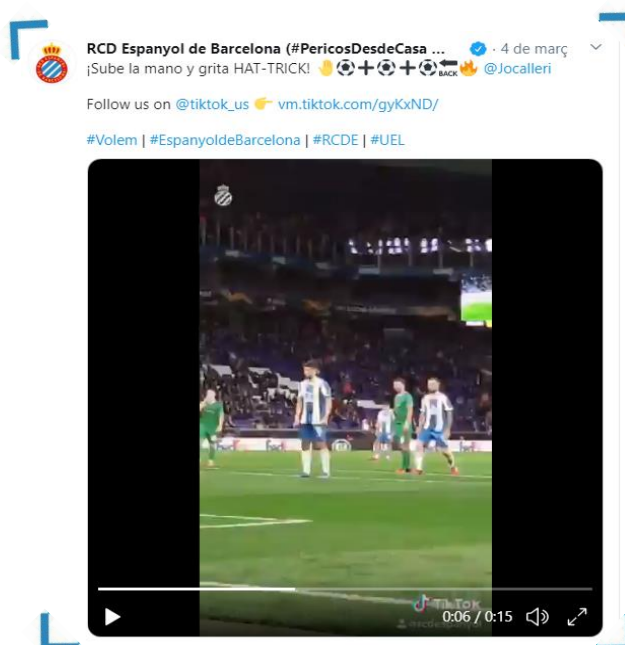 RCD Espanyol de Barcelona (#PericosDesdeCasa ... · 4 de març
¡Sube la mano y grita HAT-TRICK! 🤚⚽➕⚽➕⚽🔙🔥 @Jocalleri
Follow us on @tiktok_us 👉 vm.tiktok.com/gyKxND/
#Volem | #EspanyoldeBarcelona | #RCDE | #UEL
TikTok
0:06 / 0:15